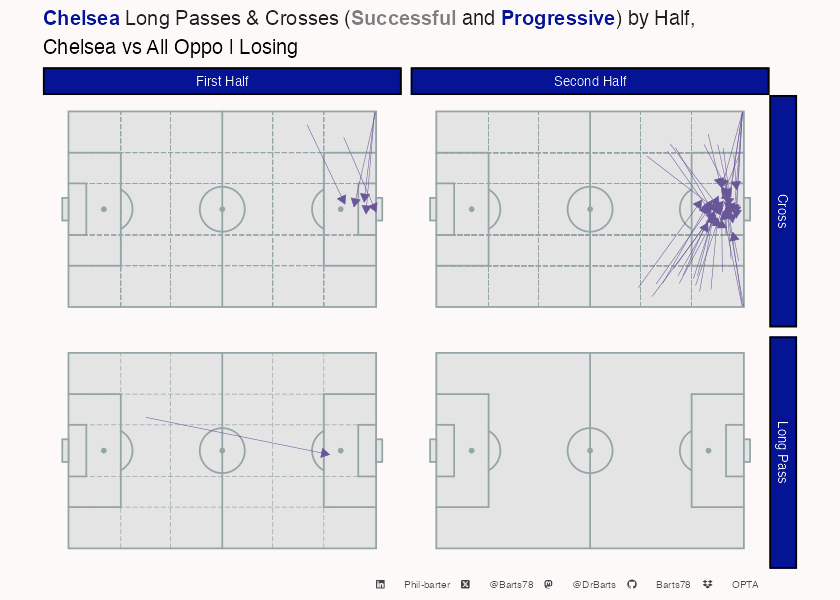 Chelsea Long Passes & Crosses (Successful and Progressive) by Half,
Chelsea vs All Oppo I Losing
First Half
Second Half
Cross
Long Pass
Phil-barter @Barts78 @DrBarts Barts78 OPTA